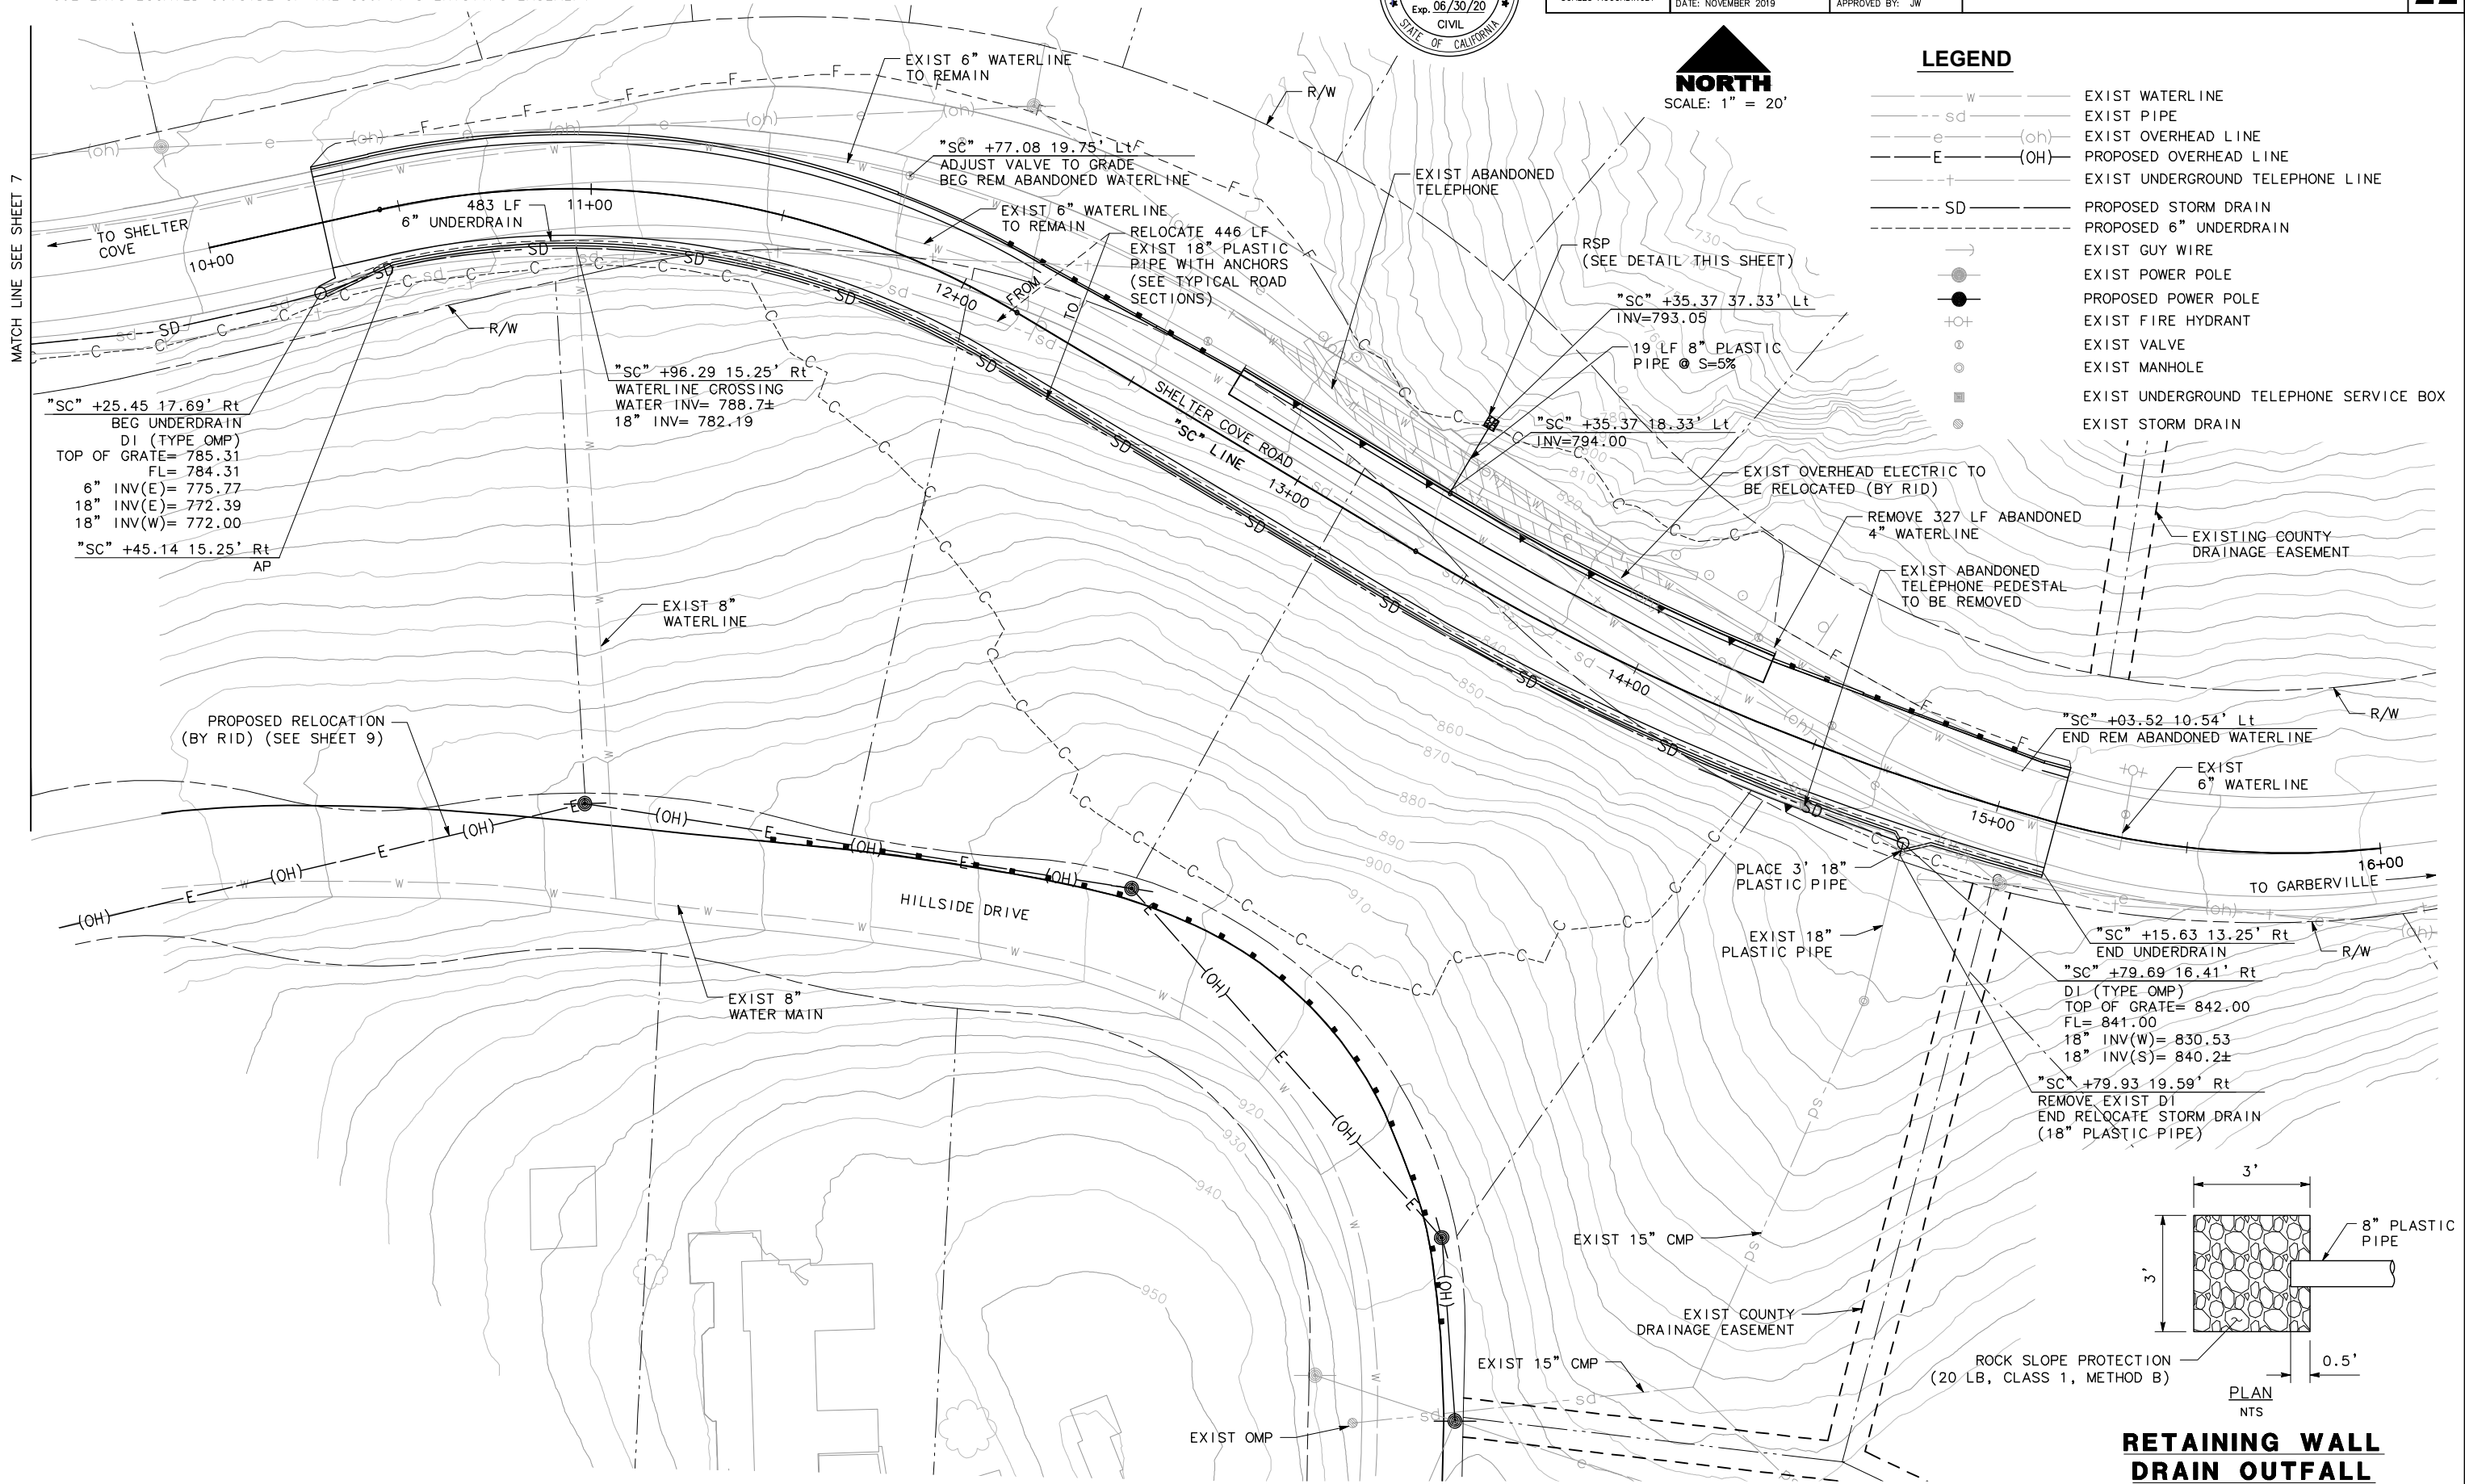 Exp. 06/30/20
CIVIL
STATE OF CALIFORNIA
DATE: NOVEMBER 2019
APPROVED BY: JW
NORTH
SCALE: 1" = 20'
LEGEND
EXIST WATERLINE
EXIST PIPE
EXIST OVERHEAD LINE
PROPOSED OVERHEAD LINE
EXIST UNDERGROUND TELEPHONE LINE
PROPOSED STORM DRAIN
PROPOSED 6" UNDERDRAIN
EXIST GUY WIRE
EXIST POWER POLE
PROPOSED POWER POLE
EXIST FIRE HYDRANT
EXIST VALVE
EXIST MANHOLE
EXIST UNDERGROUND TELEPHONE SERVICE BOX
EXIST STORM DRAIN
MATCH LINE SEE SHEET 7
EXIST 6" WATERLINE
TO REMAIN
R/W
"SC" +77.08 19.75' Lt
ADJUST VALVE TO GRADE
BEG REM ABANDONED WATERLINE
EXIST ABANDONED
TELEPHONE
483 LF
6" UNDERDRAIN
11+00
TO SHELTER
COVE
10+00
EXIST 6" WATERLINE
TO REMAIN
RELOCATE 446 LF
EXIST 18" PLASTIC
PIPE WITH ANCHORS
(SEE TYPICAL ROAD
SECTIONS)
FROM
TO
12+00
RSP
(SEE DETAIL THIS SHEET)
"SC" +35.37 37.33' Lt
INV=793.05
19 LF 8" PLASTIC
PIPE @ S=5%
"SC" +35.37 18.33' Lt
INV=794.00
R/W
"SC" +96.29 15.25' Rt
WATERLINE CROSSING
WATER INV= 788.7±
18" INV= 782.19
"SC" +25.45 17.69' Rt
BEG UNDERDRAIN
DI (TYPE OMP)
TOP OF GRATE= 785.31
FL= 784.31
6" INV(E)= 775.77
18" INV(E)= 772.39
18" INV(W)= 772.00
"SC" +45.14 15.25' Rt
AP
SHELTER COVE ROAD
"SC" LINE
13+00
EXIST OVERHEAD ELECTRIC TO
BE RELOCATED (BY RID)
REMOVE 327 LF ABANDONED
4" WATERLINE
EXISTING COUNTY
DRAINAGE EASEMENT
EXIST ABANDONED
TELEPHONE PEDESTAL
TO BE REMOVED
EXIST 8"
WATERLINE
14+00
PROPOSED RELOCATION
(BY RID) (SEE SHEET 9)
R/W
"SC" +03.52 10.54' Lt
END REM ABANDONED WATERLINE
EXIST
6" WATERLINE
15+00
16+00
TO GARBERVILLE
730
780
810
820
840
850
860
870
880
890
900
910
920
930
940
950
PLACE 3' 18"
PLASTIC PIPE
HILLSIDE DRIVE
EXIST 18"
PLASTIC PIPE
"SC" +15.63 13.25' Rt
END UNDERDRAIN
R/W
"SC" +79.69 16.41' Rt
DI (TYPE OMP)
TOP OF GRATE= 842.00
FL= 841.00
18" INV(W)= 830.53
18" INV(S)= 840.2±
EXIST 8"
WATER MAIN
"SC" +79.93 19.59' Rt
REMOVE EXIST DI
END RELOCATE STORM DRAIN
(18" PLASTIC PIPE)
EXIST 15" CMP
EXIST COUNTY
DRAINAGE EASEMENT
EXIST 15" CMP
EXIST OMP
3'
3'
8" PLASTIC
PIPE
ROCK SLOPE PROTECTION
(20 LB, CLASS 1, METHOD B)
0.5'
PLAN
NTS
RETAINING WALL
DRAIN OUTFALL